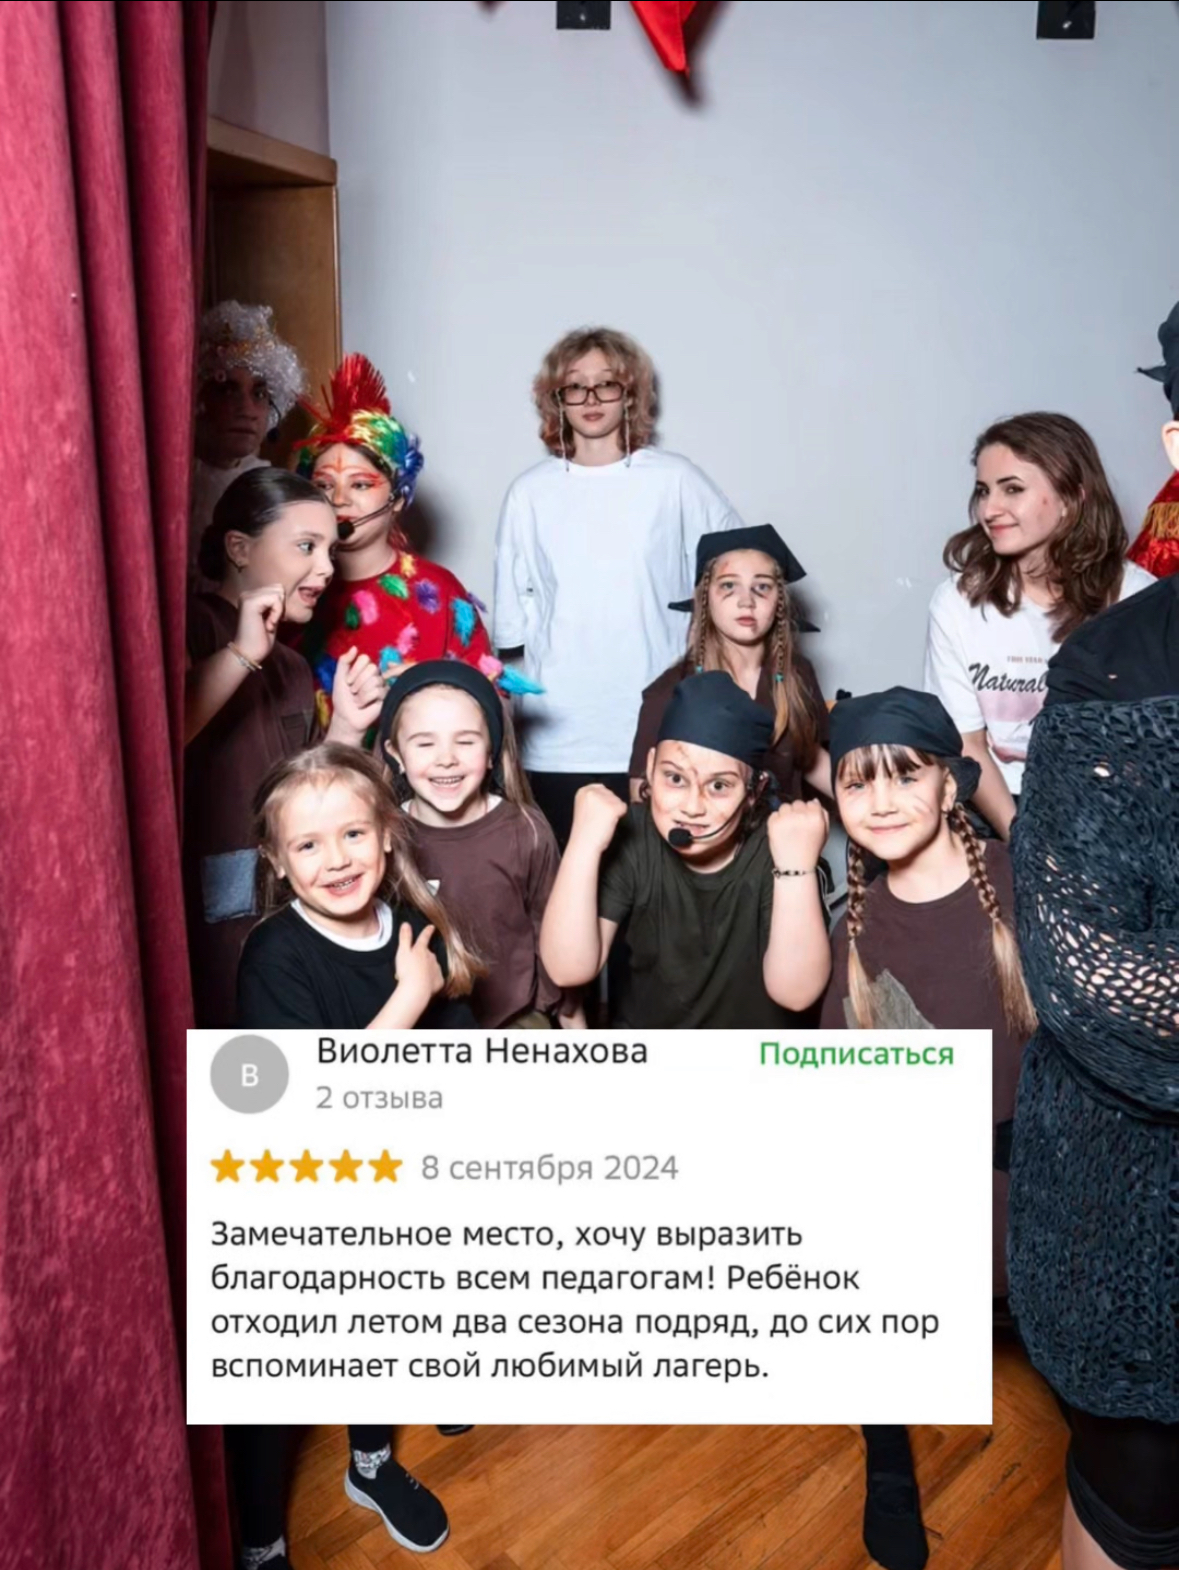 Natural
В
Виолетта Ненахова
Подписаться
2 отзыва
8 сентября 2024
Замечательное место, хочу выразить
благодарность всем педагогам! Ребёнок
отходил летом два сезона подряд, до сих пор
вспоминает свой любимый лагерь.